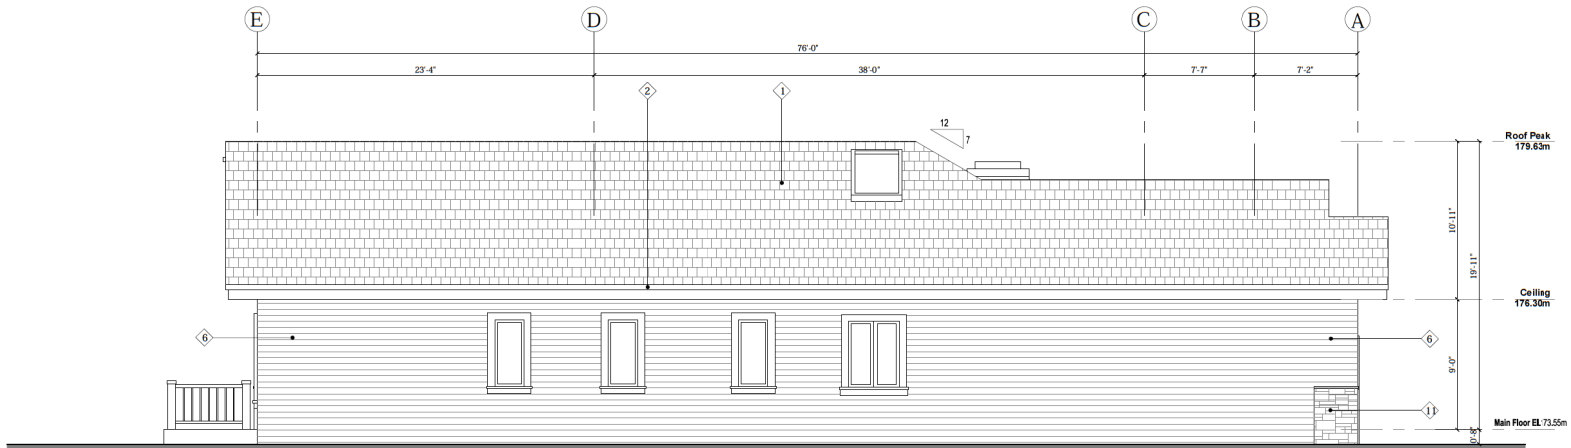 E D C B A
76'-0"
23'-4" 38'-0" 7'-7" 7'-2"
2 1
12
7
Roof Peak
179.63m
10'-11"
19'-11"
Ceiling
176.30m
6 6
9'-0"
11
Main Floor El.173.55m
0'-8"